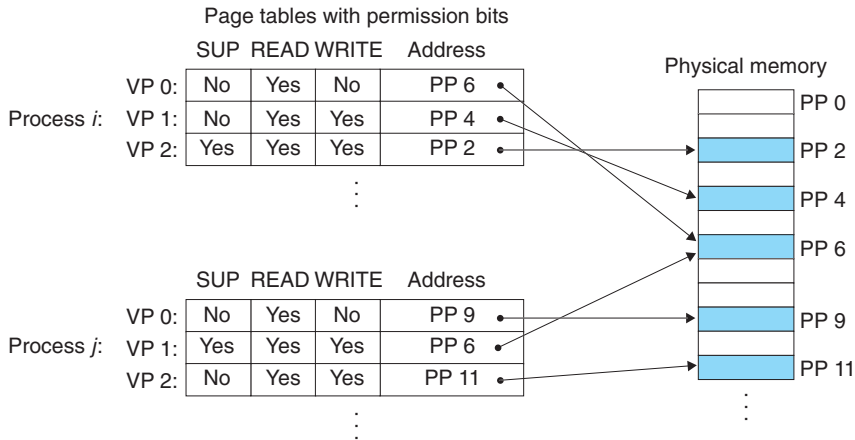 Page tables with permission bits
SUP READ WRITE Address
VP 0: No Yes No PP 6
Process i: VP 1: No Yes Yes PP 4
VP 2: Yes Yes Yes PP 2
SUP READ WRITE Address
VP 0: No Yes No PP 9
Process j: VP 1: Yes Yes Yes PP 6
VP 2: No Yes Yes PP 11
Physical memory
PP 0
PP 2
PP 4
PP 6
PP 9
PP 11